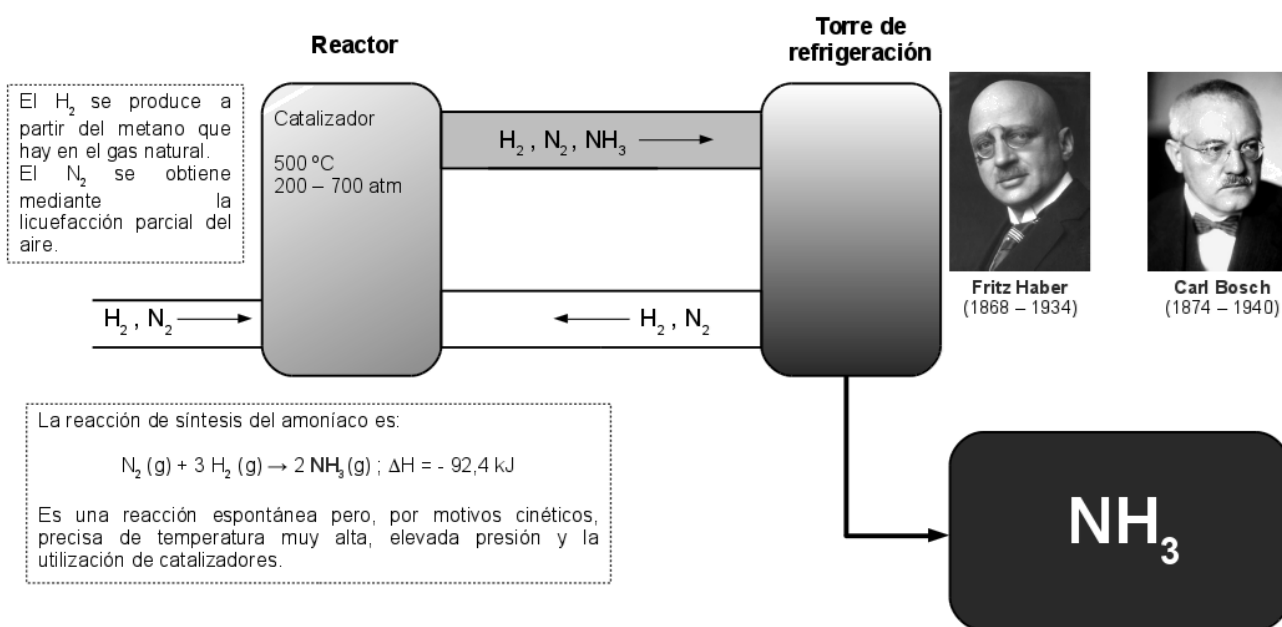 Reactor
Torre de
refrigeración
El H₂ se produce a
partir del metano que
hay en el gas natural.
El N₂ se obtiene
mediante la
licuefacción parcial del
aire.
Catalizador
500 ºC
200 – 700 atm
H₂ , N₂, NH₃
H₂ , N₂
H₂, N₂
Fritz Haber
(1868 – 1934)
Carl Bosch
(1874 – 1940)
La reacción de síntesis del amoníaco es:
N₂ (g) + 3 H₂ (g) → 2 NH₃(g) ; ΔH = - 92,4 kJ
Es una reacción espontánea pero, por motivos cinéticos,
precisa de temperatura muy alta, elevada presión y la
utilización de catalizadores.
NH₃